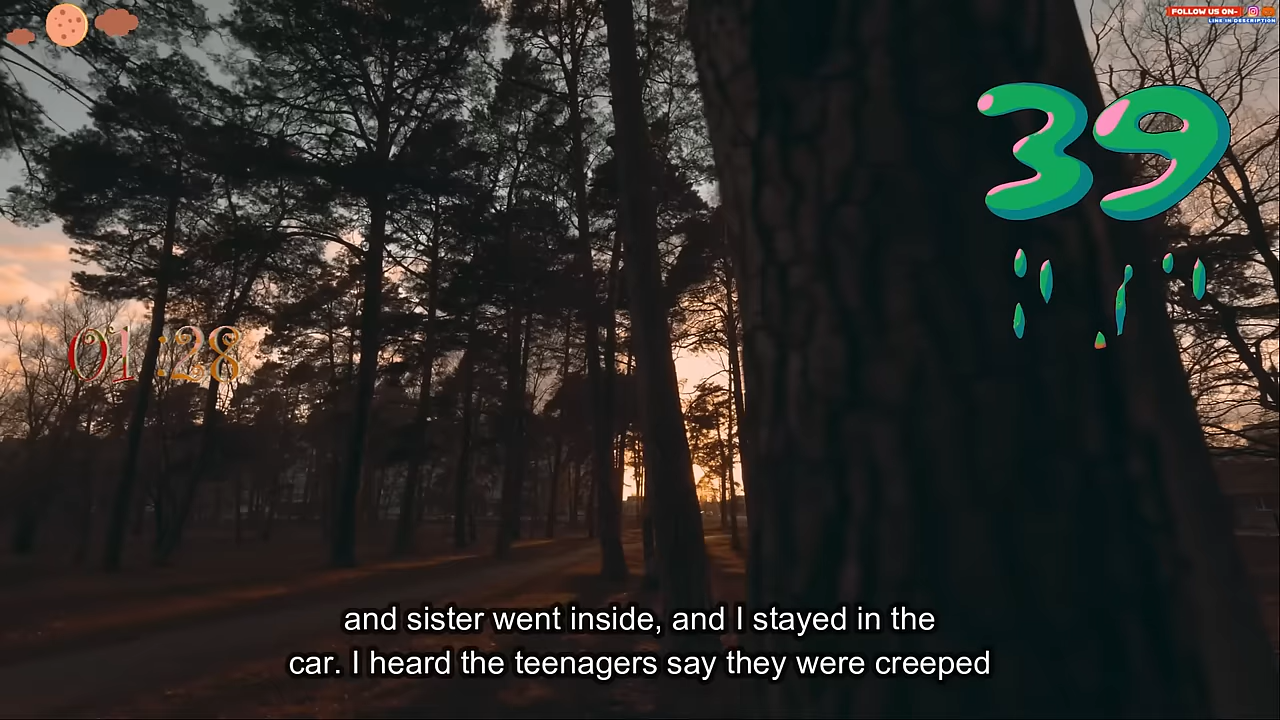 FOLLOW US ON-
LINK IN DESCRIPTION
39
01:28
and sister went inside, and I stayed in the
car. I heard the teenagers say they were creeped